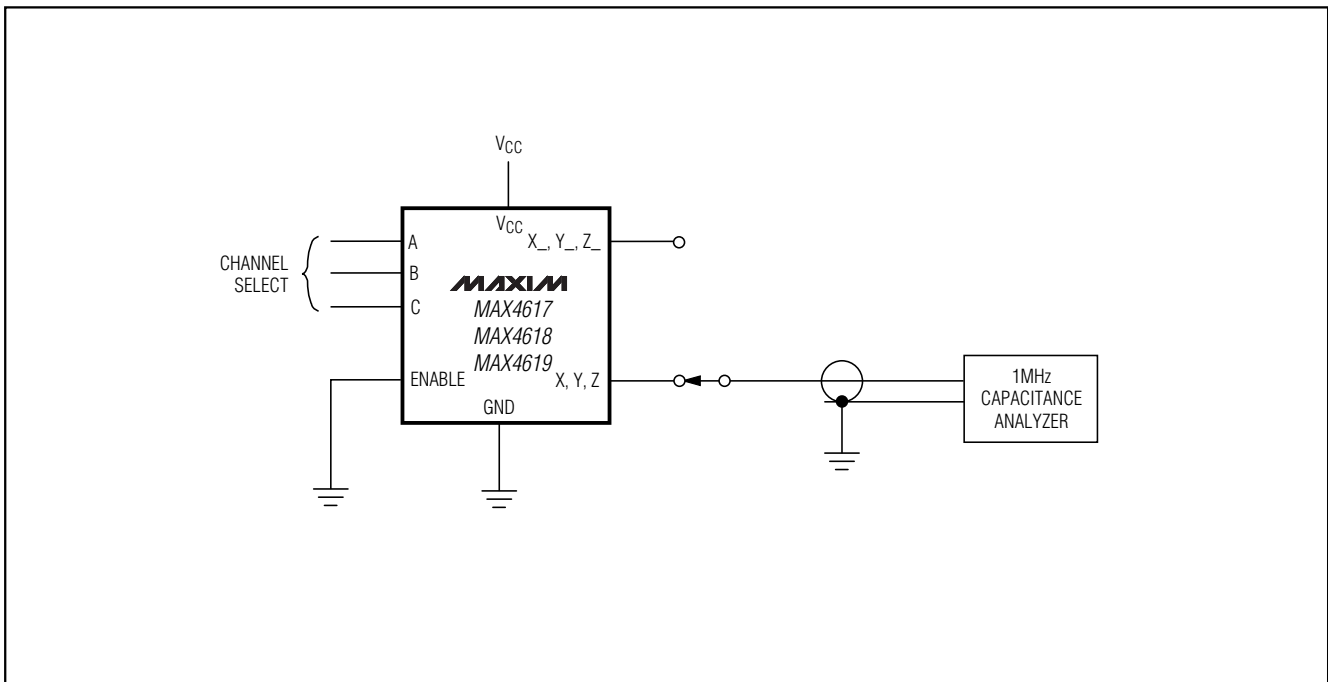 VCC
VCC
A
X_, Y_, Z_
CHANNEL
SELECT
B
MAXIM
C
MAX4617
MAX4618
MAX4619
ENABLE
X, Y, Z
GND
1MHz
CAPACITANCE
ANALYZER